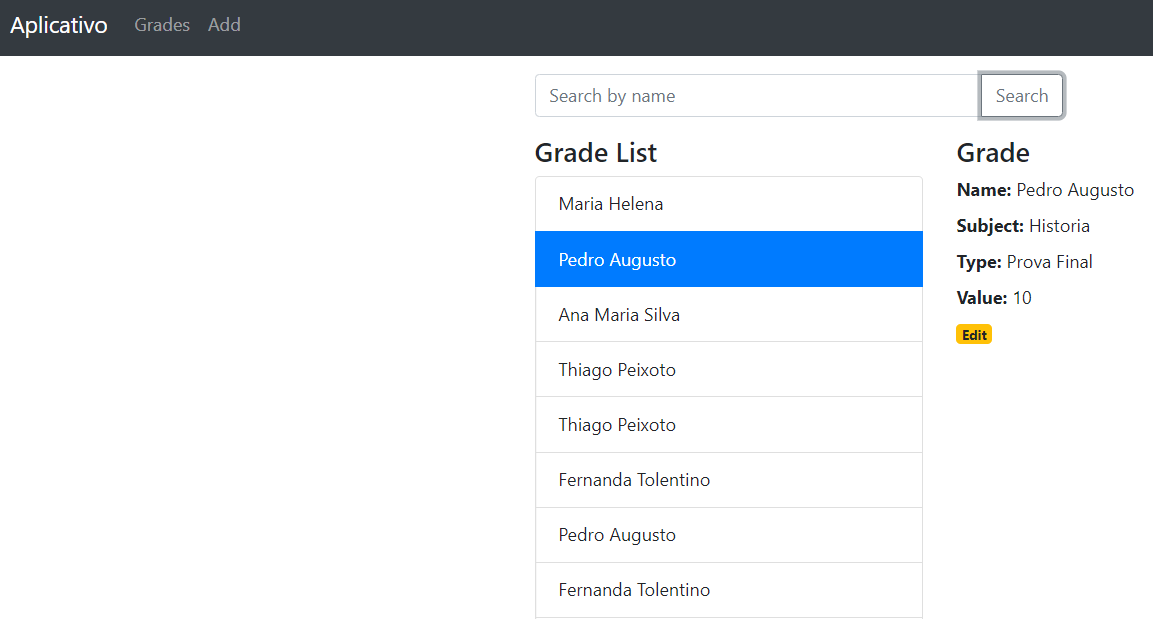 Aplicativo Grades Add
Search by name Search
Grade List
Maria Helena
Pedro Augusto
Ana Maria Silva
Thiago Peixoto
Thiago Peixoto
Fernanda Tolentino
Pedro Augusto
Fernanda Tolentino
Grade
Name: Pedro Augusto
Subject: Historia
Type: Prova Final
Value: 10
Edit